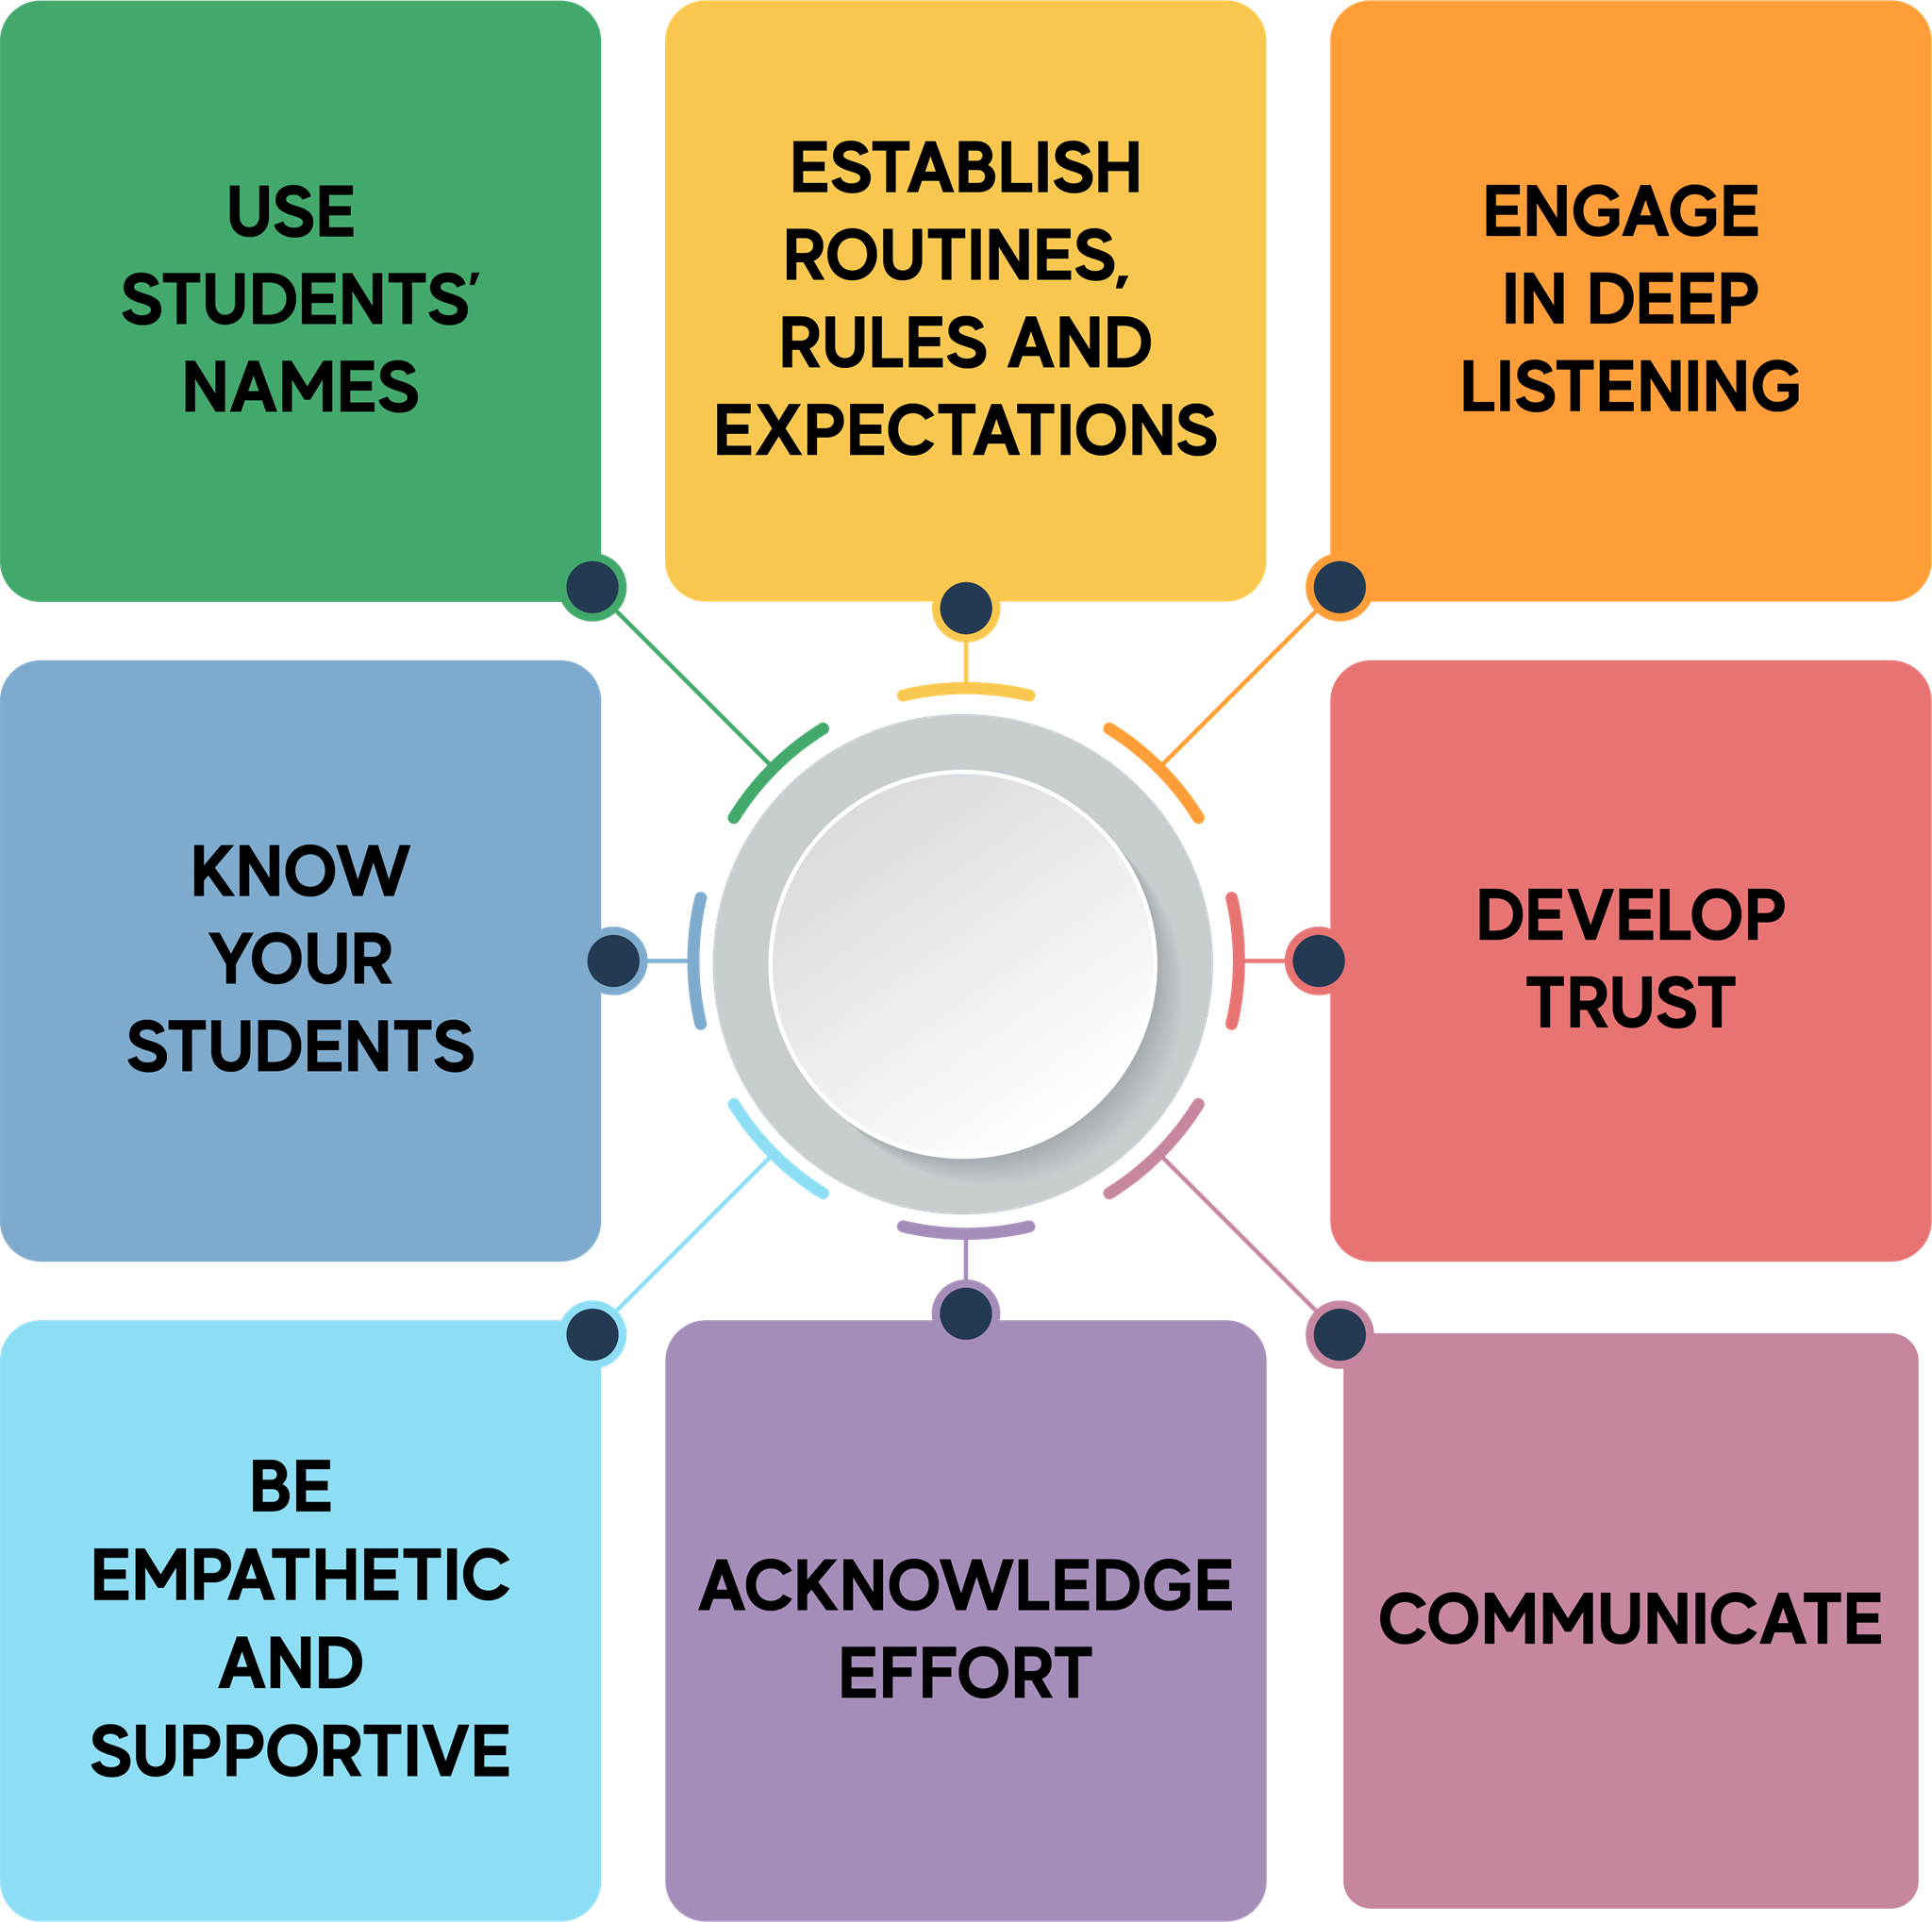 USE
STUDENTS'
NAMES
ESTABLISH
ROUTINES,
RULES AND
EXPECTATIONS
ENGAGE
IN DEEP
LISTENING
KNOW
YOUR
STUDENTS
DEVELOP
TRUST
BE
EMPATHETIC
AND
SUPPORTIVE
ACKNOWLEDGE
EFFORT
COMMUNICATE